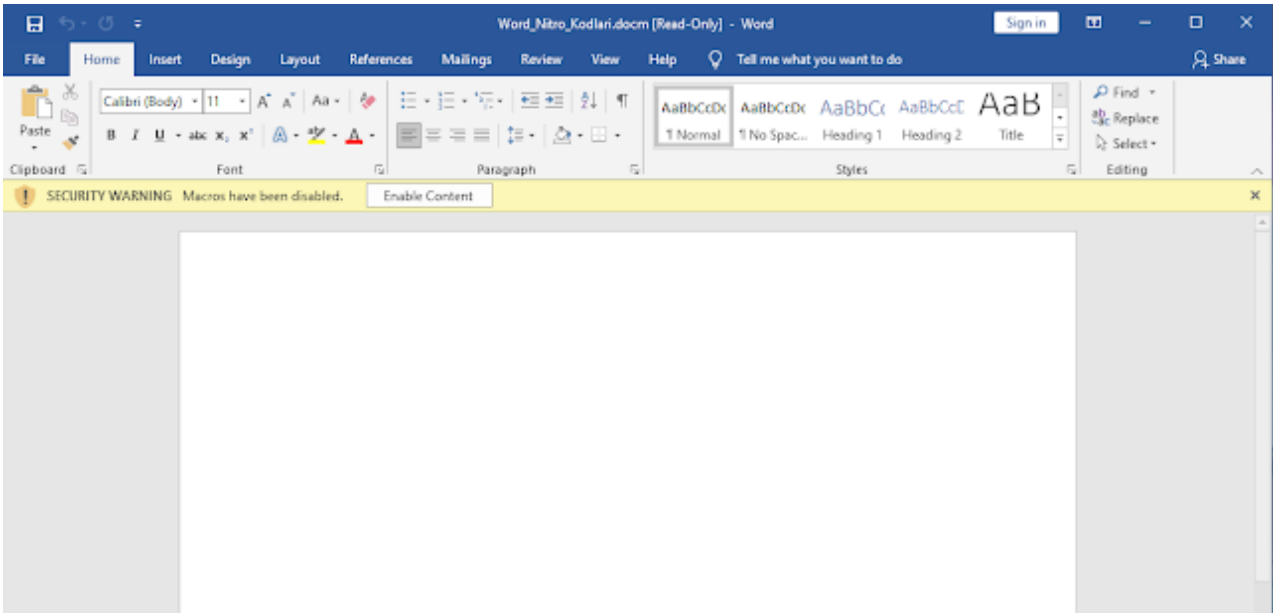 Word_Nitro_Kodlari.docm [Read-Only] - Word
Sign in
File Home Insert Design Layout References Mailings Review View Help Tell me what you want to do Share
Calibri (Body) 11 A A Aa
Paste
B I U abc x, x² A A
AaBbCcDc AaBbCcDc AaBbCc AaBbCcE AaB
¶ Normal ¶ No Spac... Heading 1 Heading 2 Title
Find
Replace
Select
Clipboard Font Paragraph Styles Editing
SECURITY WARNING Macros have been disabled. Enable Content